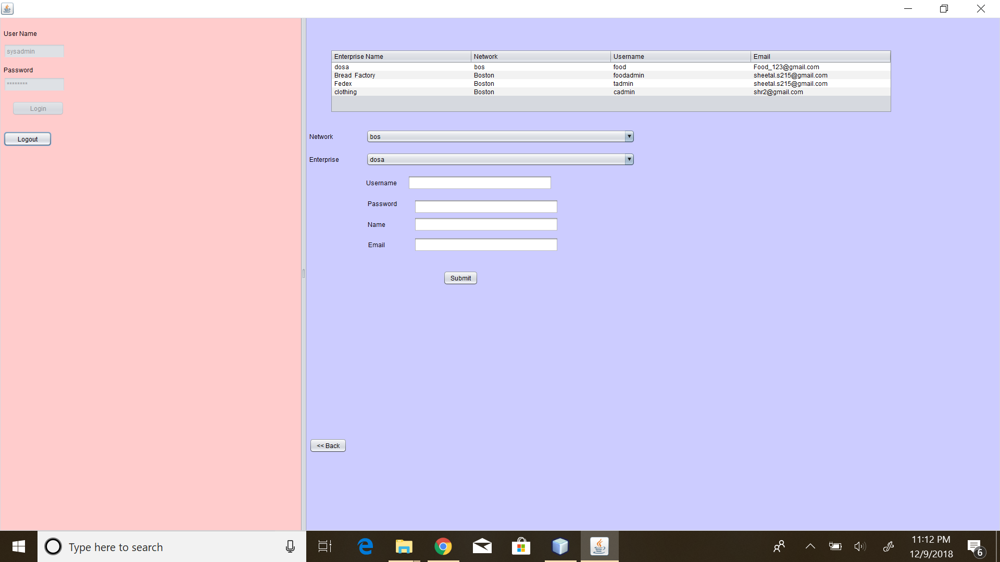 User Name
sysadmin
Password
********
Login
Logout
Enterprise Name Network Username Email
dosa bos food Food_123@gmail.com
Bread Factory Boston foodadmin sheetal.s215@gmail.com
Fedex Boston tadmin sheetal.s215@gmail.com
clothing Boston cadmin shr2@gmail.com
Network bos
Enterprise dosa
Username
Password
Name
Email
Submit
<< Back
Type here to search
11:12 PM
12/9/2018
6